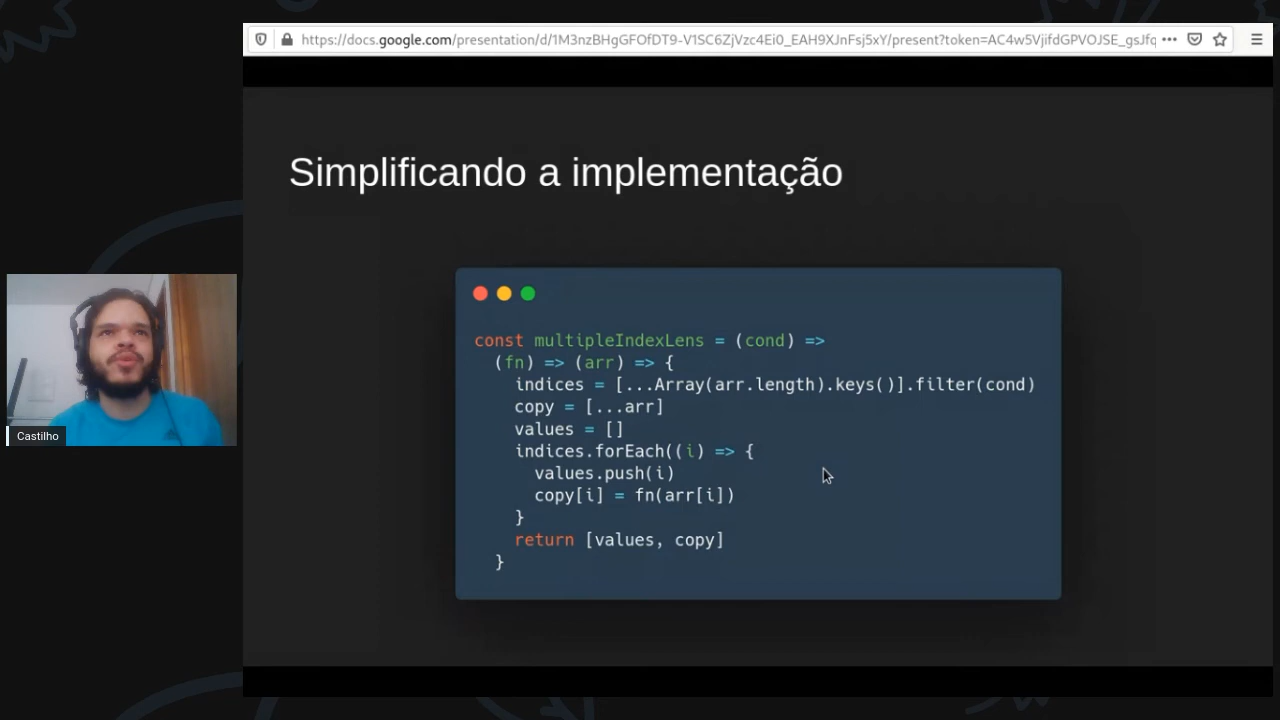 https://docs.google.com/presentation/d/1M3nzBHgGFOfDT9-V1SC6ZjVzc4Ei0_EAH9XJnFsj5xY/present?token=AC4w5VjifdGPVOJSE_gsJfq
Simplificando a implementação
const multipleIndexLens = (cond) =>
  (fn) => (arr) => {
    indices = [...Array(arr.length).keys()].filter(cond)
    copy = [...arr]
    values = []
    indices.forEach((i) => {
      values.push(i)
      copy[i] = fn(arr[i])
    }
    return [values, copy]
  }
Castilho